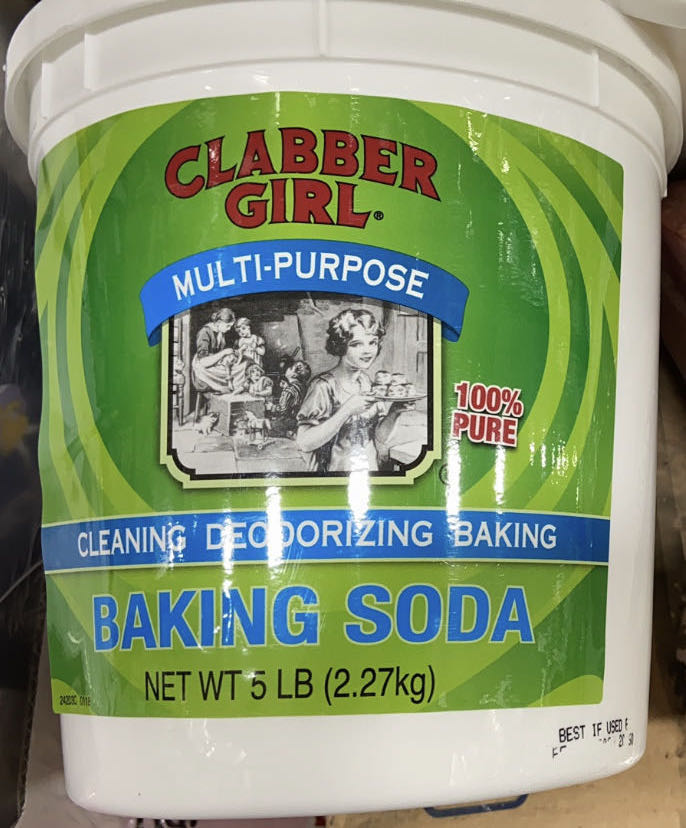 CLABBER
GIRL®
MULTI-PURPOSE
100%
PURE
CLEANING DEODORIZING BAKING
BAKING SODA
NET WT 5 LB (2.27kg)
BEST IF USED